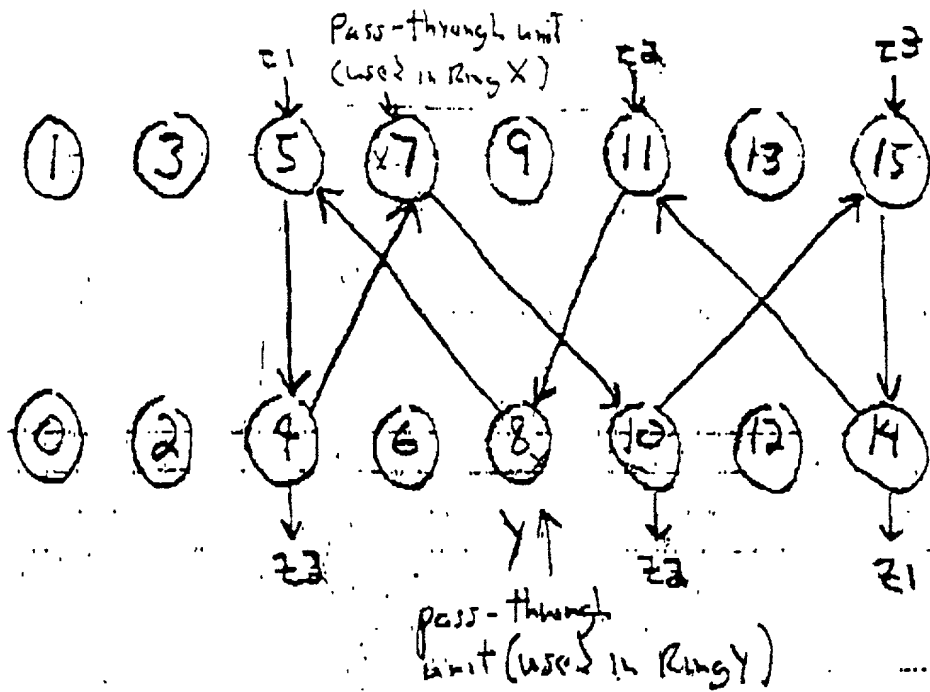 Pass-through unit
(used in Ring X)
z1 z2 z3
1 3 5 x7 9 11 13 15
0 2 4 6 8 10 12 14
z3 z2 z1
Y
pass-through
unit (used in Ring Y)